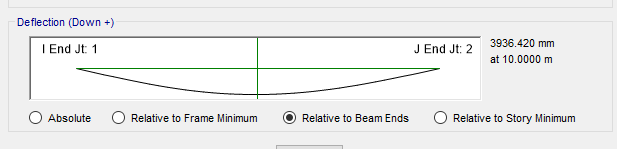 Deflection (Down +)
I End Jt: 1
J End Jt: 2
3936.420 mm
at 10.0000 m
Absolute
Relative to Frame Minimum
Relative to Beam Ends
Relative to Story Minimum